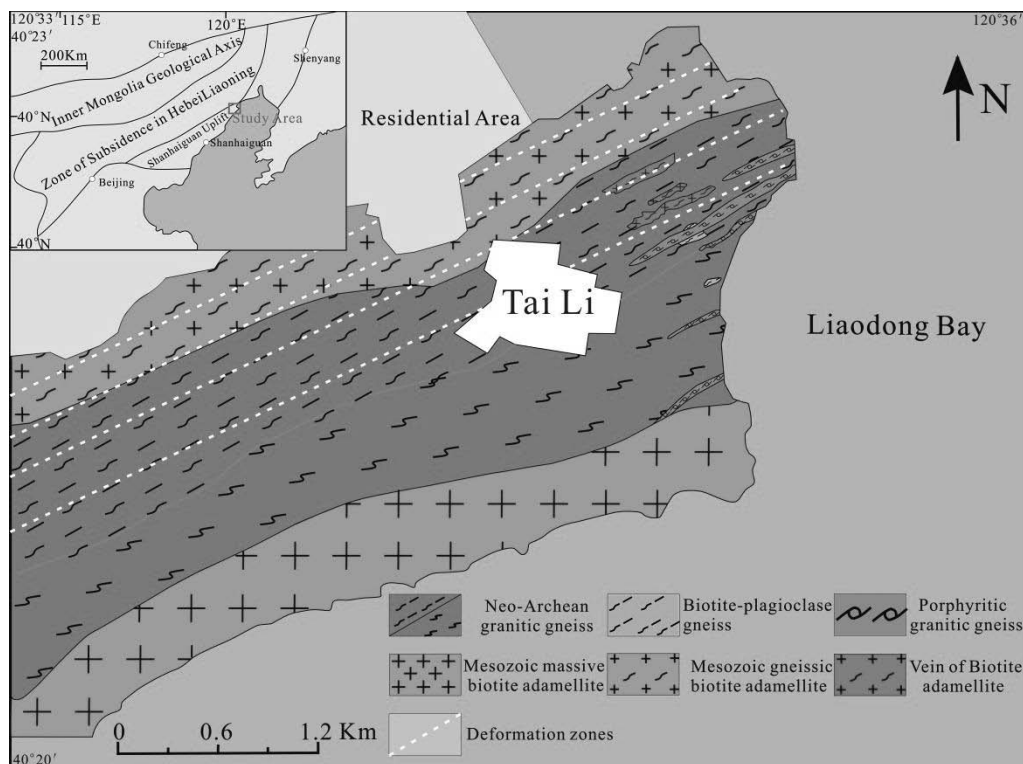 120°33′
40°23′
115°E
120°E
120°36′
Chifeng
200Km
Shenyang
Inner Mongolia Geological Axis
40°N
Zone of Subsidence in HebeiLiaoning
Study Area
Shanhaiguan Uplift
Shanhaiguan
Beijing
40°N
Residential Area
N
Tai Li
Liaodong Bay
Neo-Archean
granitic gneiss
Biotite-plagioclase
gneiss
Porphyritic
granitic gneiss
Mesozoic massive
biotite adamellite
Mesozoic gneissic
biotite adamellite
Vein of Biotite
adamellite
Deformation zones
0 0.6 1.2 Km
40°20′